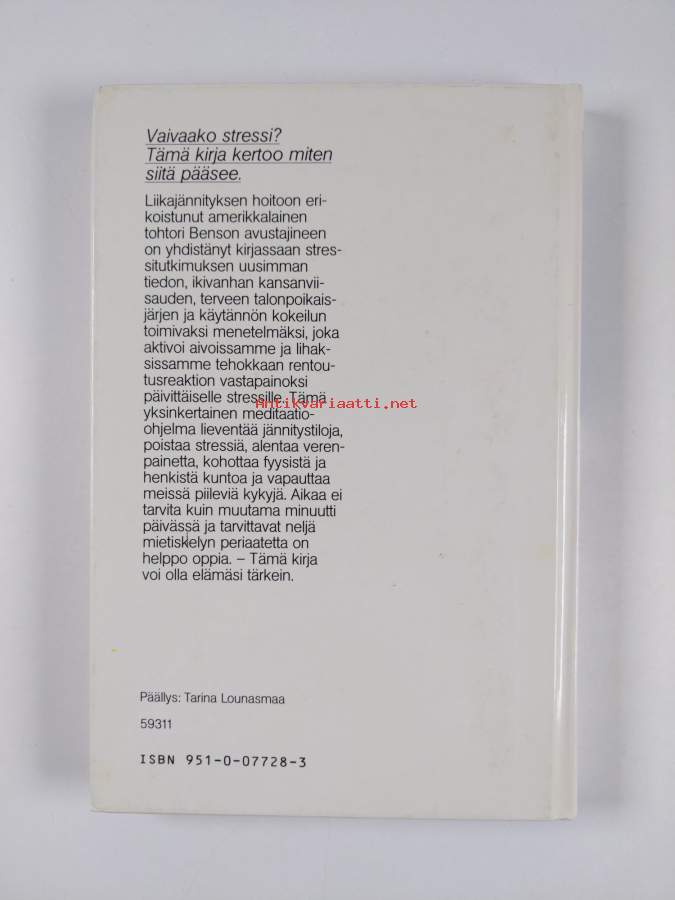 Vaivaako stressi?
Tämä kirja kertoo miten
siitä pääsee.
Liikajännityksen hoitoon eri-
koistunut amerikkalainen
tohtori Benson avustajineen
on yhdistänyt kirjassaan stres-
situtkimuksen uusimman
tiedon, ikivanhan kansanvii-
sauden, terveen talonpoikais-
järjen ja käytännön kokeilun
toimivaksi menetelmäksi, joka
aktivoi aivoissamme ja lihak-
sissamme tehokkaan rentou-
tusreaktion vastapainoksi
päivittäiselle stressille. Tämä
antikvariaatti.net
yksinkertainen meditaatio-
ohjelma lieventää jännitystiloja,
poistaa stressiä, alentaa veren-
painetta, kohottaa fyysistä ja
henkistä kuntoa ja vapauttaa
meissä piileviä kykyjä. Aikaa ei
tarvita kuin muutama minuutti
päivässä ja tarvittavat neljä
mietiskelyn periaatetta on
helppo oppia. – Tämä kirja
voi olla elämäsi tärkein.
Päällys: Tarina Lounasmaa
59311
ISBN 951-0-07728-3